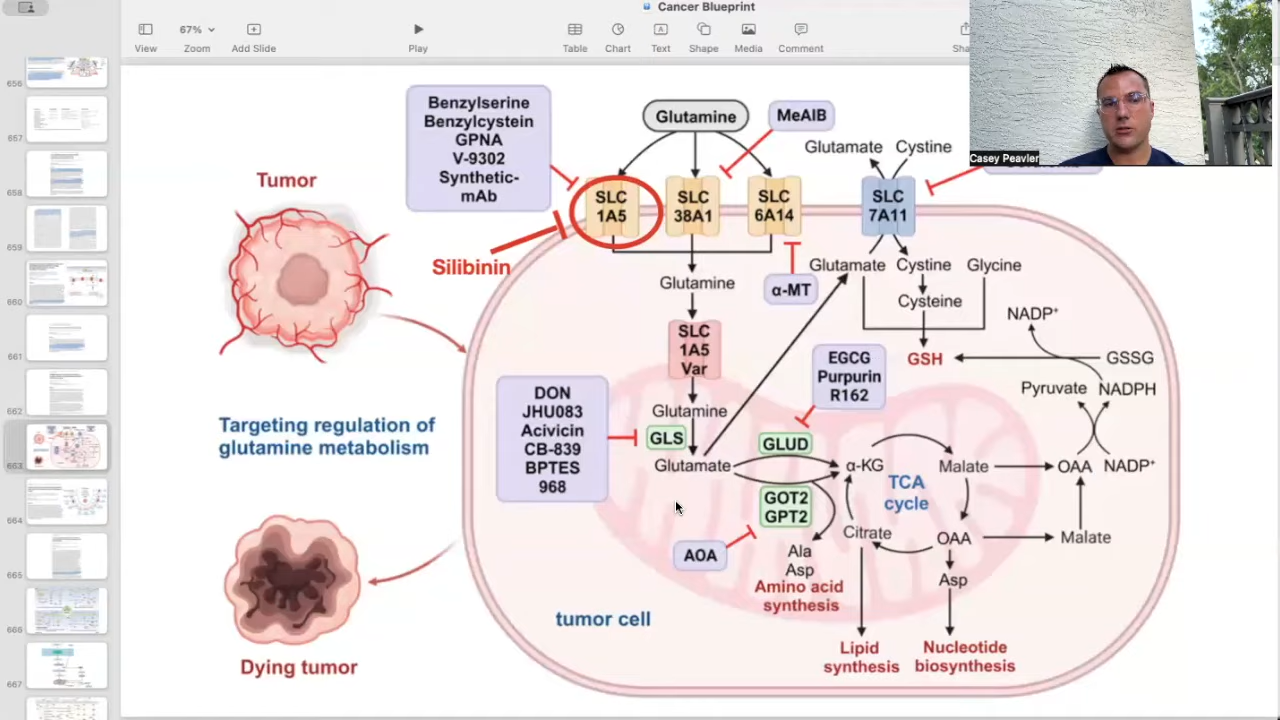 Cancer Blueprint
67%
View
Zoom
Add Slide
Play
Table
Chart
Text
Shape
Media
Comment
Casey Peavler
656
657
658
659
660
661
662
663
664
665
666
667
Tumor
Targeting regulation of
glutamine metabolism
Dying tumor
Benzylserine
Benzylcystein
GPNA
V-9302
Synthetic-
mAb
Silibinin
Glutamine
MeAIB
SLC
1A5
SLC
38A1
SLC
6A14
Glutamate
Cystine
SLC
7A11
α-MT
Glutamine
SLC
1A5
Var
Glutamine
GLS
Glutamate
DON
JHU083
Acivicin
CB-839
BPTES
968
Glutamate
Cystine
Glycine
Cysteine
GSH
GSSG
NADP+
NADPH
Pyruvate
EGCG
Purpurin
R162
GLUD
GOT2
GPT2
AOA
Ala
Asp
Amino acid
synthesis
α-KG
TCA
cycle
Malate
OAA
NADP+
Citrate
OAA
Malate
Asp
Lipid
synthesis
Nucleotide
biosynthesis
tumor cell